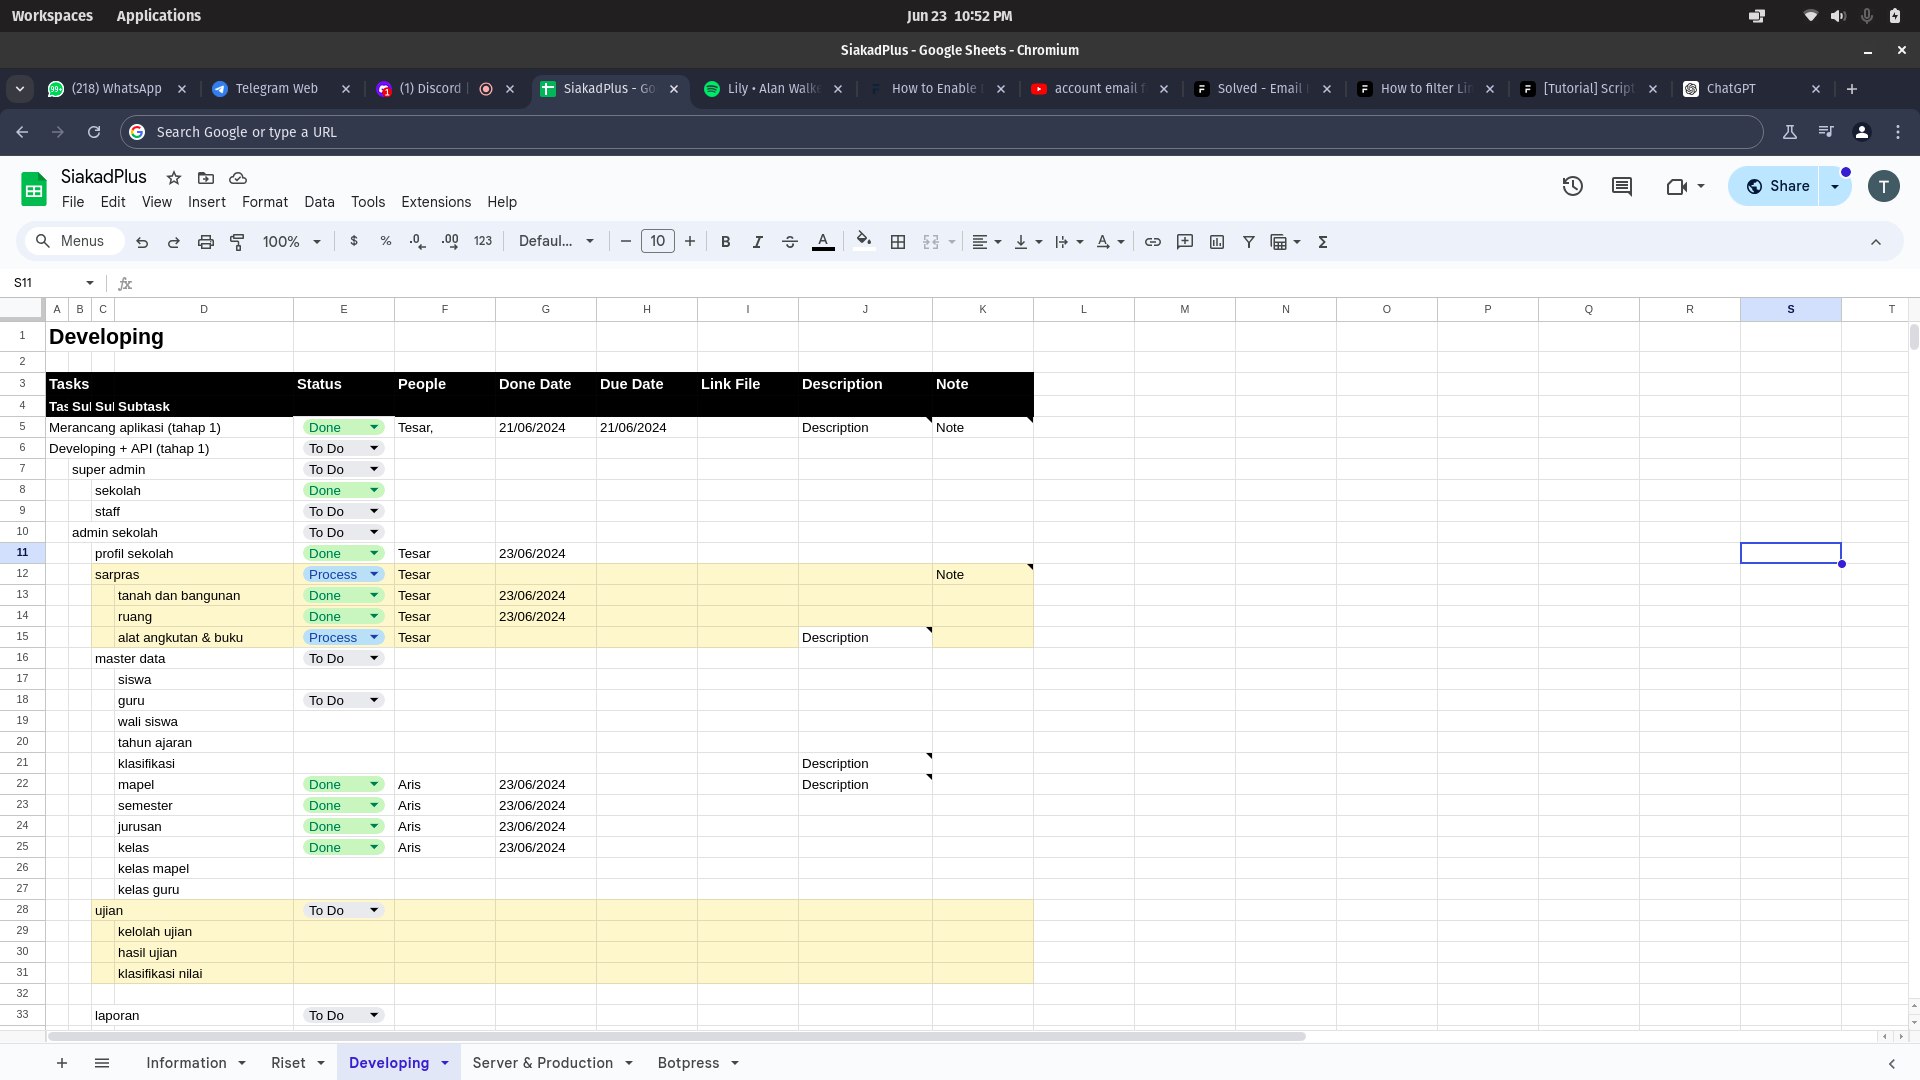 Workspaces Applications Jun 23 10:52 PM
SiakadPlus - Google Sheets - Chromium
(218) WhatsApp Telegram Web (1) Discord | SiakadPlus - Go Lily • Alan Walke How to Enable account email f Solved - Email How to filter Lin [Tutorial] Script ChatGPT
Search Google or type a URL
SiakadPlus
File Edit View Insert Format Data Tools Extensions Help
Share T
Menus 100% $ % .0 .00 123 Defaul... 10 B I A
S11 fx
A B C D E F G H I J K L M N O P Q R S T
1 Developing
2
3 Tasks Status People Done Date Due Date Link File Description Note
4 Tas Sul Sul Subtask
5 Merancang aplikasi (tahap 1) Done Tesar, 21/06/2024 21/06/2024 Description Note
6 Developing + API (tahap 1) To Do
7 super admin To Do
8 sekolah Done
9 staff To Do
10 admin sekolah To Do
11 profil sekolah Done Tesar 23/06/2024
12 sarpras Process Tesar Note
13 tanah dan bangunan Done Tesar 23/06/2024
14 ruang Done Tesar 23/06/2024
15 alat angkutan & buku Process Tesar Description
16 master data To Do
17 siswa
18 guru To Do
19 wali siswa
20 tahun ajaran
21 klasifikasi Description
22 mapel Done Aris 23/06/2024 Description
23 semester Done Aris 23/06/2024
24 jurusan Done Aris 23/06/2024
25 kelas Done Aris 23/06/2024
26 kelas mapel
27 kelas guru
28 ujian To Do
29 kelolah ujian
30 hasil ujian
31 klasifikasi nilai
32
33 laporan To Do
Information Riset Developing Server & Production Botpress